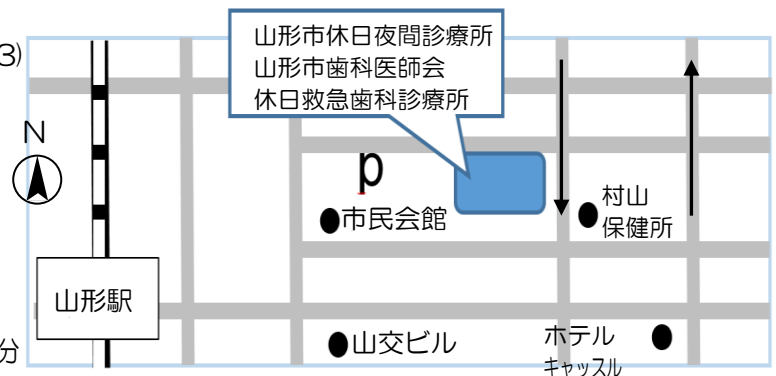 山形市休日夜間診療所
山形市歯科医師会
休日救急歯科診療所
3)
N
p
村山
保健所
●市民会館
山形駅
●山交ビル
ホテル
キャッスル
分